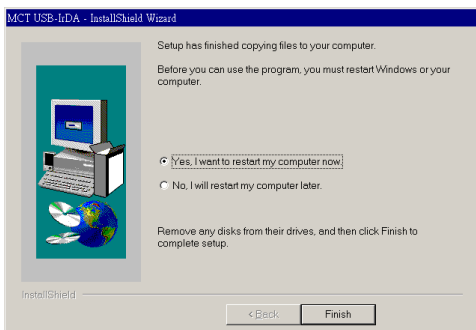 MCT USB-IrDA - InstallShield Wizard
Setup has finished copying files to your computer.
Before you can use the program, you must restart Windows or your
computer.
Yes, I want to restart my computer now.
No, I will restart my computer later.
Remove any disks from their drives, and then click Finish to
complete setup.
InstallShield
< Back
Finish